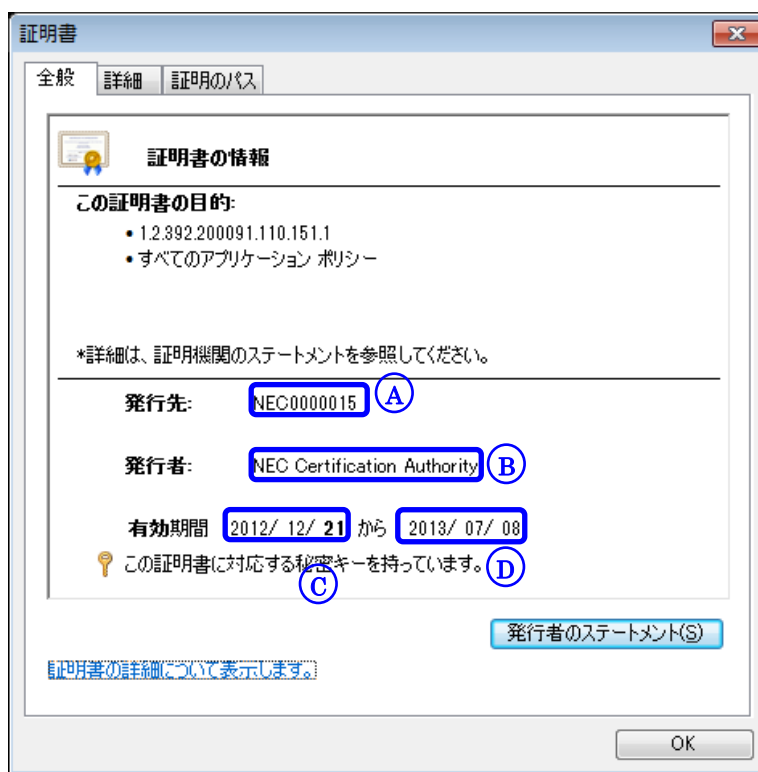 証明書
全般 詳細 証明のパス
証明書の情報
この証明書の目的:
• 1.2.392.200091.110.151.1
• すべてのアプリケーション ポリシー
*詳細は、証明機関のステートメントを参照してください。
発行先: NEC0000015 A
発行者: NEC Certification Authority B
有効期間 2012/ 12/ 21 から 2013/ 07/ 08
この証明書に対応する秘密キーを持っています。 D
C
発行者のステートメント(S)
証明書の詳細について表示します。
OK